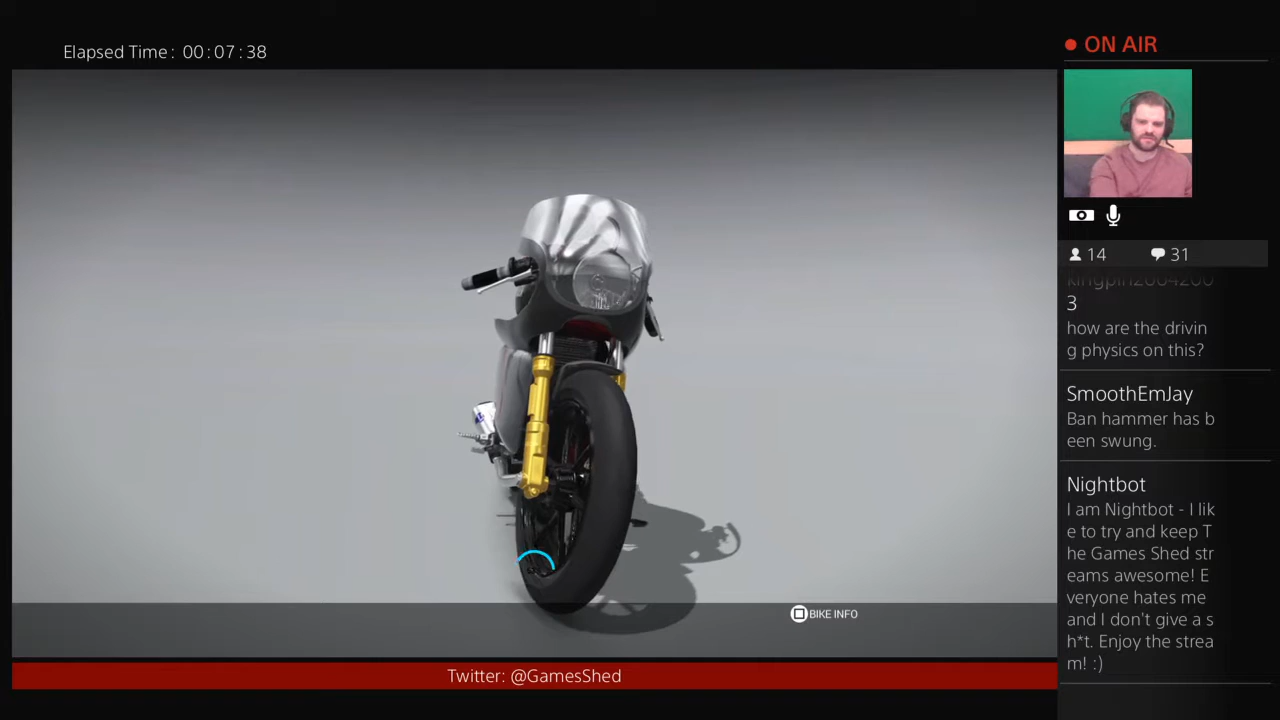 Elapsed Time: 00:07:38
ON AIR
14 31
3
how are the drivin
g physics on this?
SmoothEmJay
Ban hammer has b
een swung.
Nightbot
I am Nightbot - I lik
e to try and keep T
he Games Shed str
eams awesome! E
veryone hates me
and I don't give a s
h*t. Enjoy the strea
m! :)
BIKE INFO
Twitter: @GamesShed